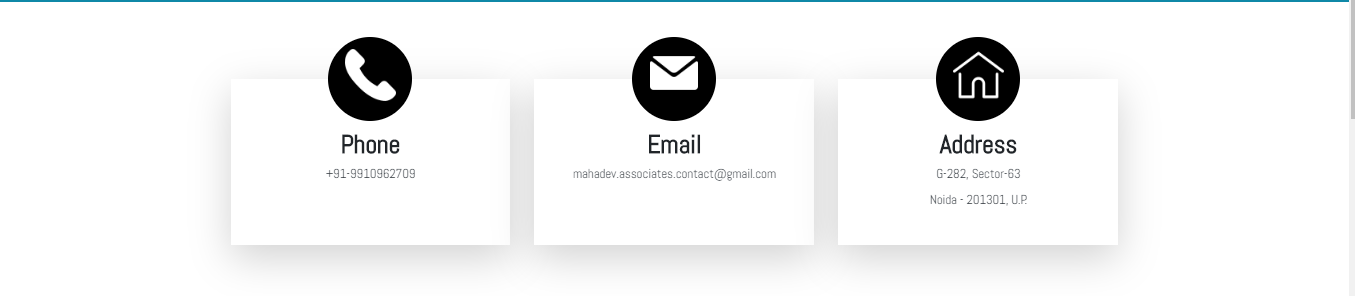 Phone
+91-9910962709
Email
mahadev.associates.contact@gmail.com
Address
G-282, Sector-63
Noida - 201301, U.P.